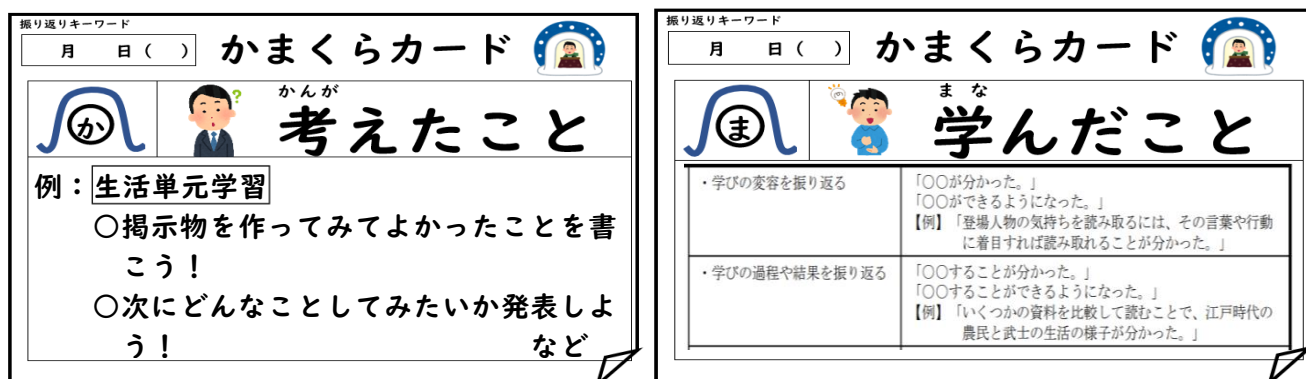 振り返りキーワード
月　日（　）
かまくらカード
か
かんが
考えたこと
?
例：生活単元学習
○掲示物を作ってみてよかったことを書
こう！
○次にどんなことしてみたいか発表しよ
う！　など
振り返りキーワード
月　日（　）
かまくらカード
ま
まな
学んだこと
・学びの変容を振り返る
「○○が分かった。」
「○○ができるようになった。」
【例】「登場人物の気持ちを読み取るには、その言葉や行動
に着目すれば読み取れることが分かった。」
・学びの過程や結果を振り返る
「○○することが分かった。」
「○○することができるようになった。」
【例】「いくつかの資料を比較して読むことで、江戸時代の
農民と武士の生活の様子が分かった。」